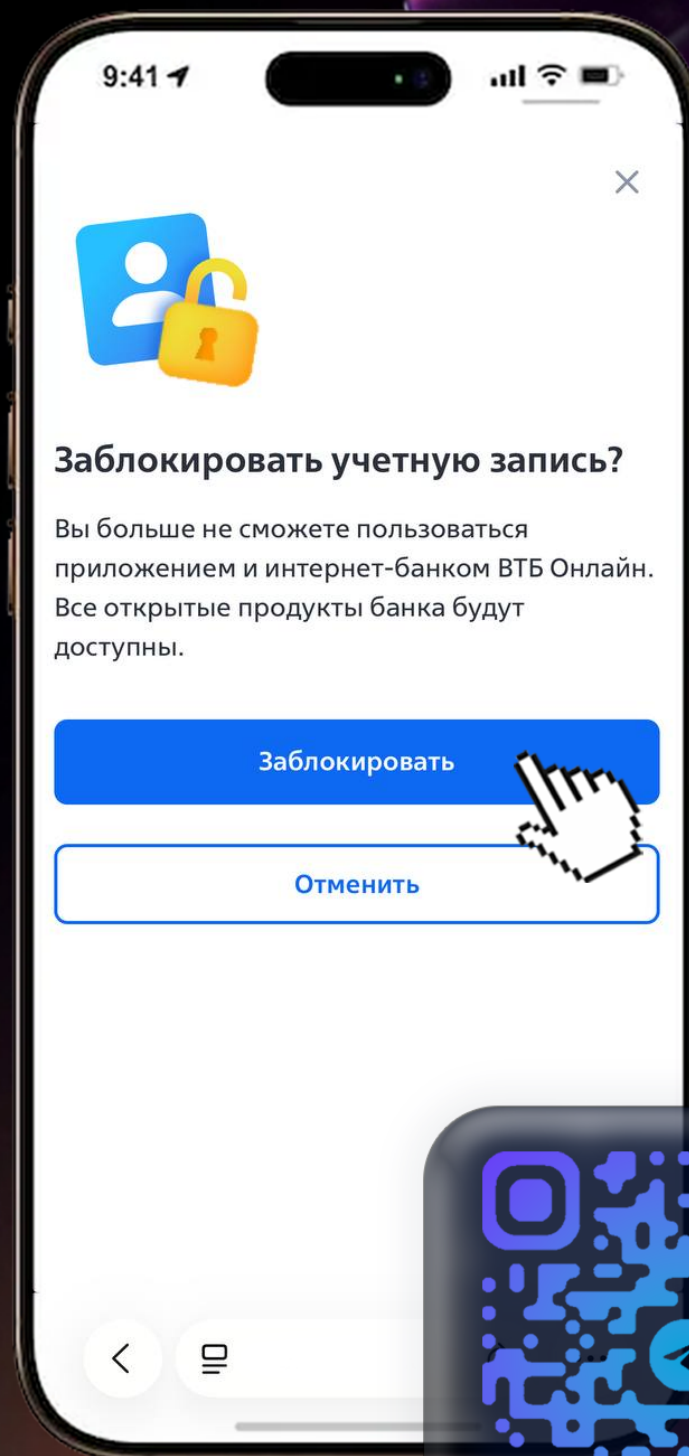 9:41
Заблокировать учетную запись?
Вы больше не сможете пользоваться
приложением и интернет-банком ВТБ Онлайн.
Все открытые продукты банка будут
доступны.
Заблокировать
Отменить